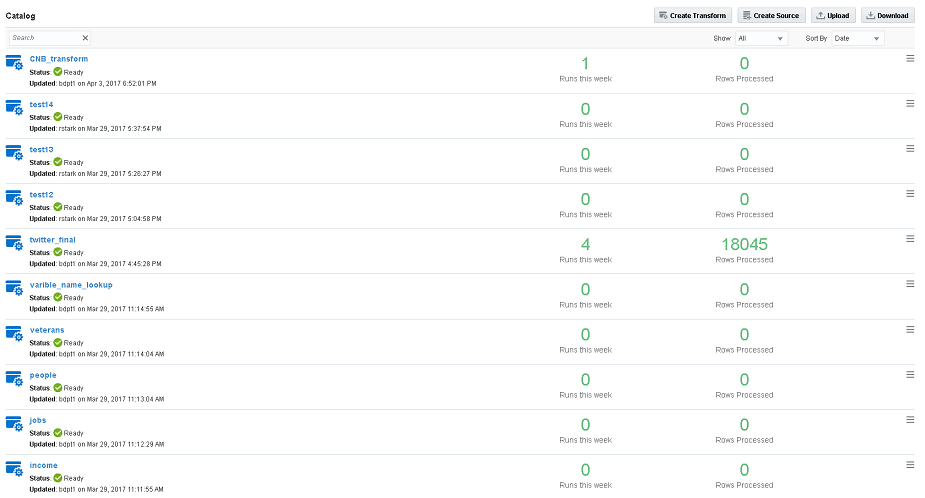 Catalog
Create Transform Create Source Upload Download
Search Show All Sort By Date
CNB_transform 1 0
Status: Ready Runs this week Rows Processed
Updated: bdpt1 on Apr 3, 2017 6:52:01 PM
test14 0 0
Status: Ready Runs this week Rows Processed
Updated: rstark on Mar 29, 2017 5:37:54 PM
test13 0 0
Status: Ready Runs this week Rows Processed
Updated: rstark on Mar 29, 2017 5:26:27 PM
test12 0 0
Status: Ready Runs this week Rows Processed
Updated: rstark on Mar 29, 2017 5:04:58 PM
twitter_final 4 18045
Status: Ready Runs this week Rows Processed
Updated: bdpt1 on Mar 29, 2017 4:45:28 PM
varible_name_lookup 0 0
Status: Ready Runs this week Rows Processed
Updated: bdpt1 on Mar 29, 2017 11:14:55 AM
veterans 0 0
Status: Ready Runs this week Rows Processed
Updated: bdpt1 on Mar 29, 2017 11:14:04 AM
people 0 0
Status: Ready Runs this week Rows Processed
Updated: bdpt1 on Mar 29, 2017 11:13:04 AM
jobs 0 0
Status: Ready Runs this week Rows Processed
Updated: bdpt1 on Mar 29, 2017 11:12:29 AM
income 0 0
Status: Ready Runs this week Rows Processed
Updated: bdpt1 on Mar 29, 2017 11:11:55 AM